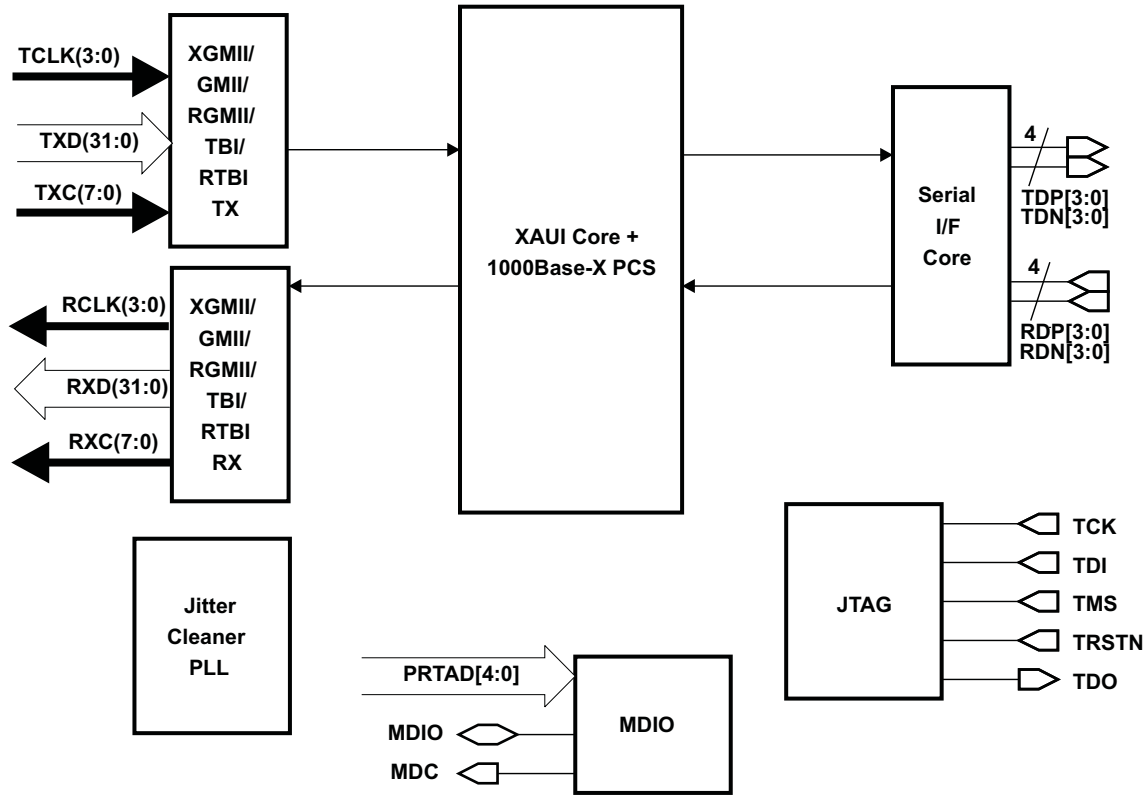 TCLK(3:0)
TXD(31:0)
TXC(7:0)
XGMII/
GMII/
RGMII/
TBI/
RTBI
TX
RCLK(3:0)
RXD(31:0)
RXC(7:0)
XGMII/
GMII/
RGMII/
TBI/
RTBI
RX
XAUI Core +
1000Base-X PCS
Serial
I/F
Core
4
TDP[3:0]
TDN[3:0]
4
RDP[3:0]
RDN[3:0]
Jitter
Cleaner
PLL
PRTAD[4:0]
MDIO
MDC
MDIO
JTAG
TCK
TDI
TMS
TRSTN
TDO